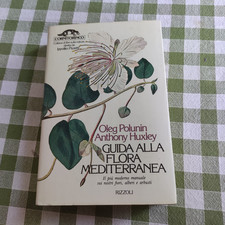 Oleg Polunin
Anthony Huxley
GUIDA ALLA
FLORA
MEDITERRANEA
Il più moderno manuale
sui nostri fiori, alberi e arbusti
RIZZOLI